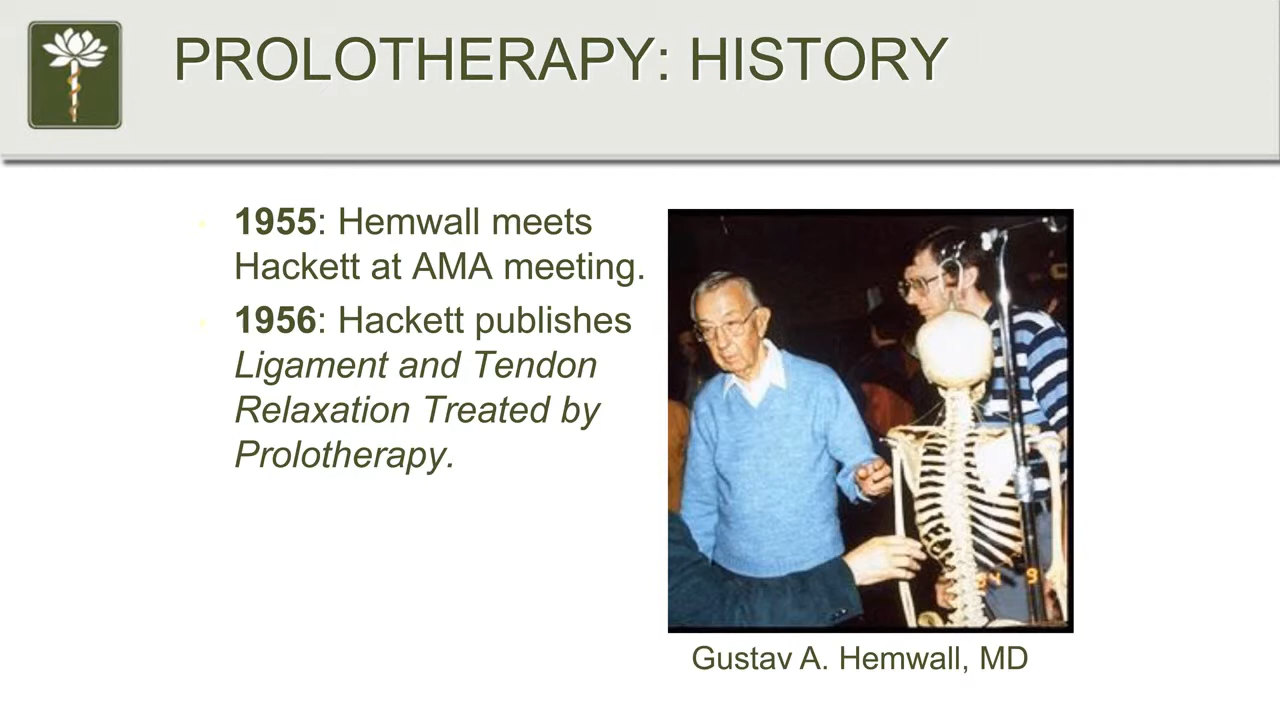 PROLOTHERAPY: HISTORY
1955: Hemwall meets
Hackett at AMA meeting.
1956: Hackett publishes
Ligament and Tendon
Relaxation Treated by
Prolotherapy.
Gustav A. Hemwall, MD